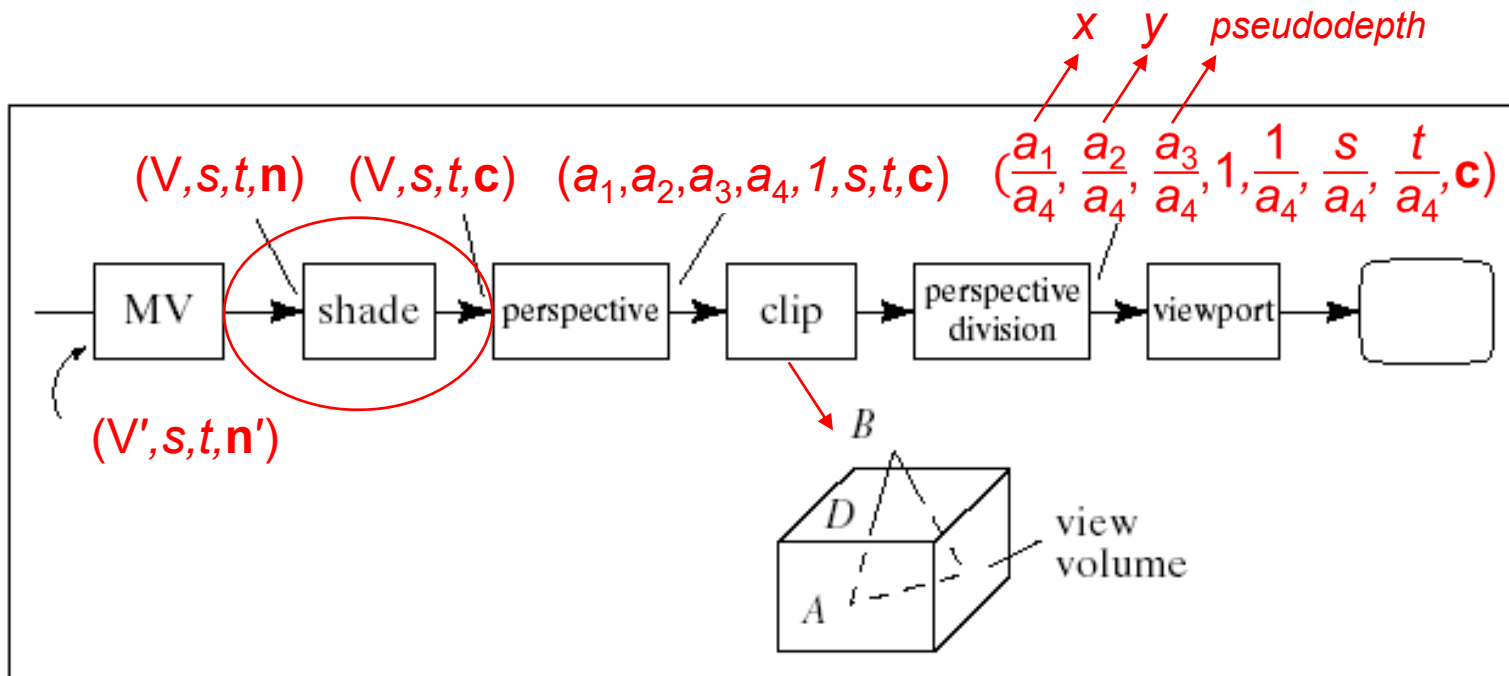 x y pseudodepth
(V,s,t,n) (V,s,t,c) (a₁,a₂,a₃,a₄,1,s,t,c) (a₁/a₄, a₂/a₄, a₃/a₄,1,1/a₄, s/a₄, t/a₄,c)
MV shade perspective clip perspective division viewport
(V',s,t,n')
B
D
A
view
volume